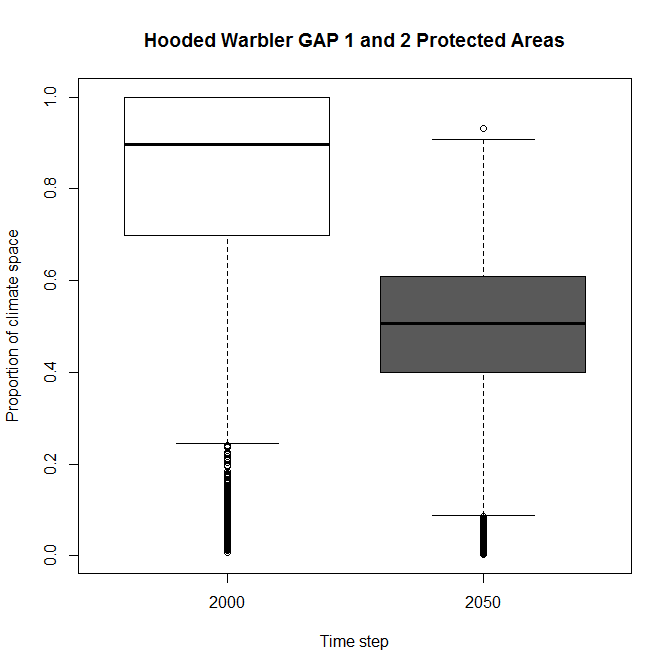 Hooded Warbler GAP 1 and 2 Protected Areas
Proportion of climate space
1.0
0.8
0.6
0.4
0.2
0.0
2000
2050
Time step